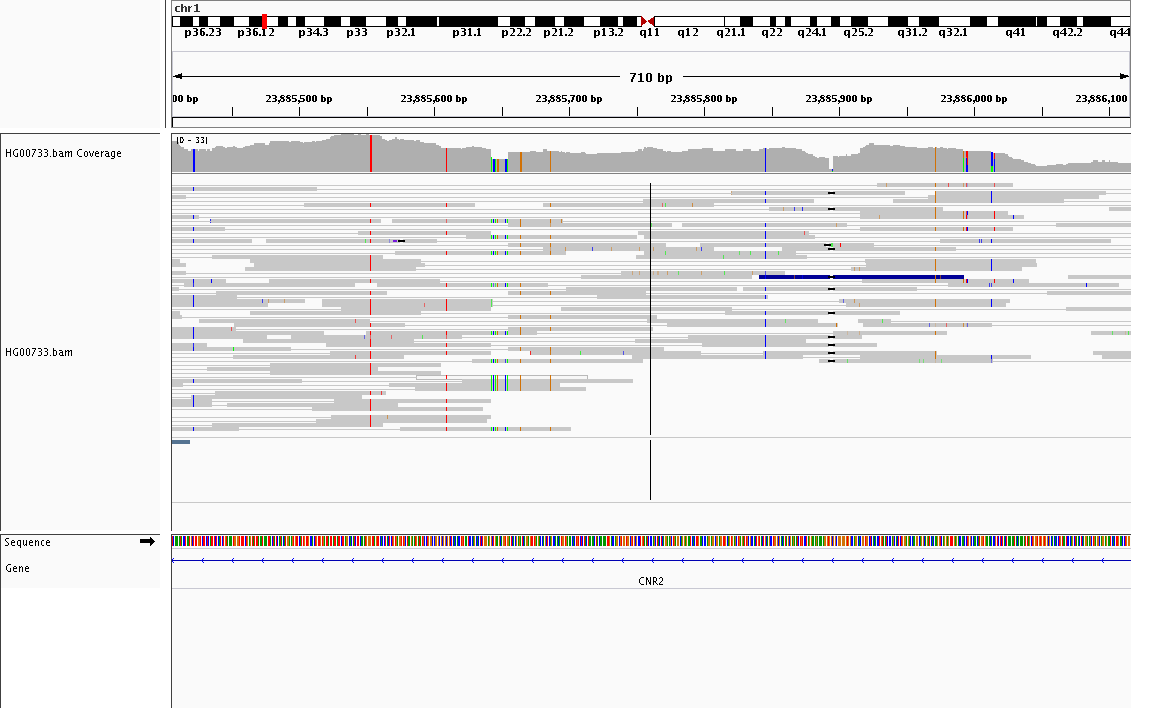 chr1
p36.23 p36.12 p34.3 p33 p32.1 p31.1 p22.2 p21.2 p13.2 q11 q12 q21.1 q22 q24.1 q25.2 q31.2 q32.1 q41 q42.2 q44
710 bp
00 bp 23,885,500 bp 23,885,600 bp 23,885,700 bp 23,885,800 bp 23,885,900 bp 23,886,000 bp 23,886,100
[0 - 33]
HG00733.bam Coverage
HG00733.bam
Sequence
Gene
CNR2